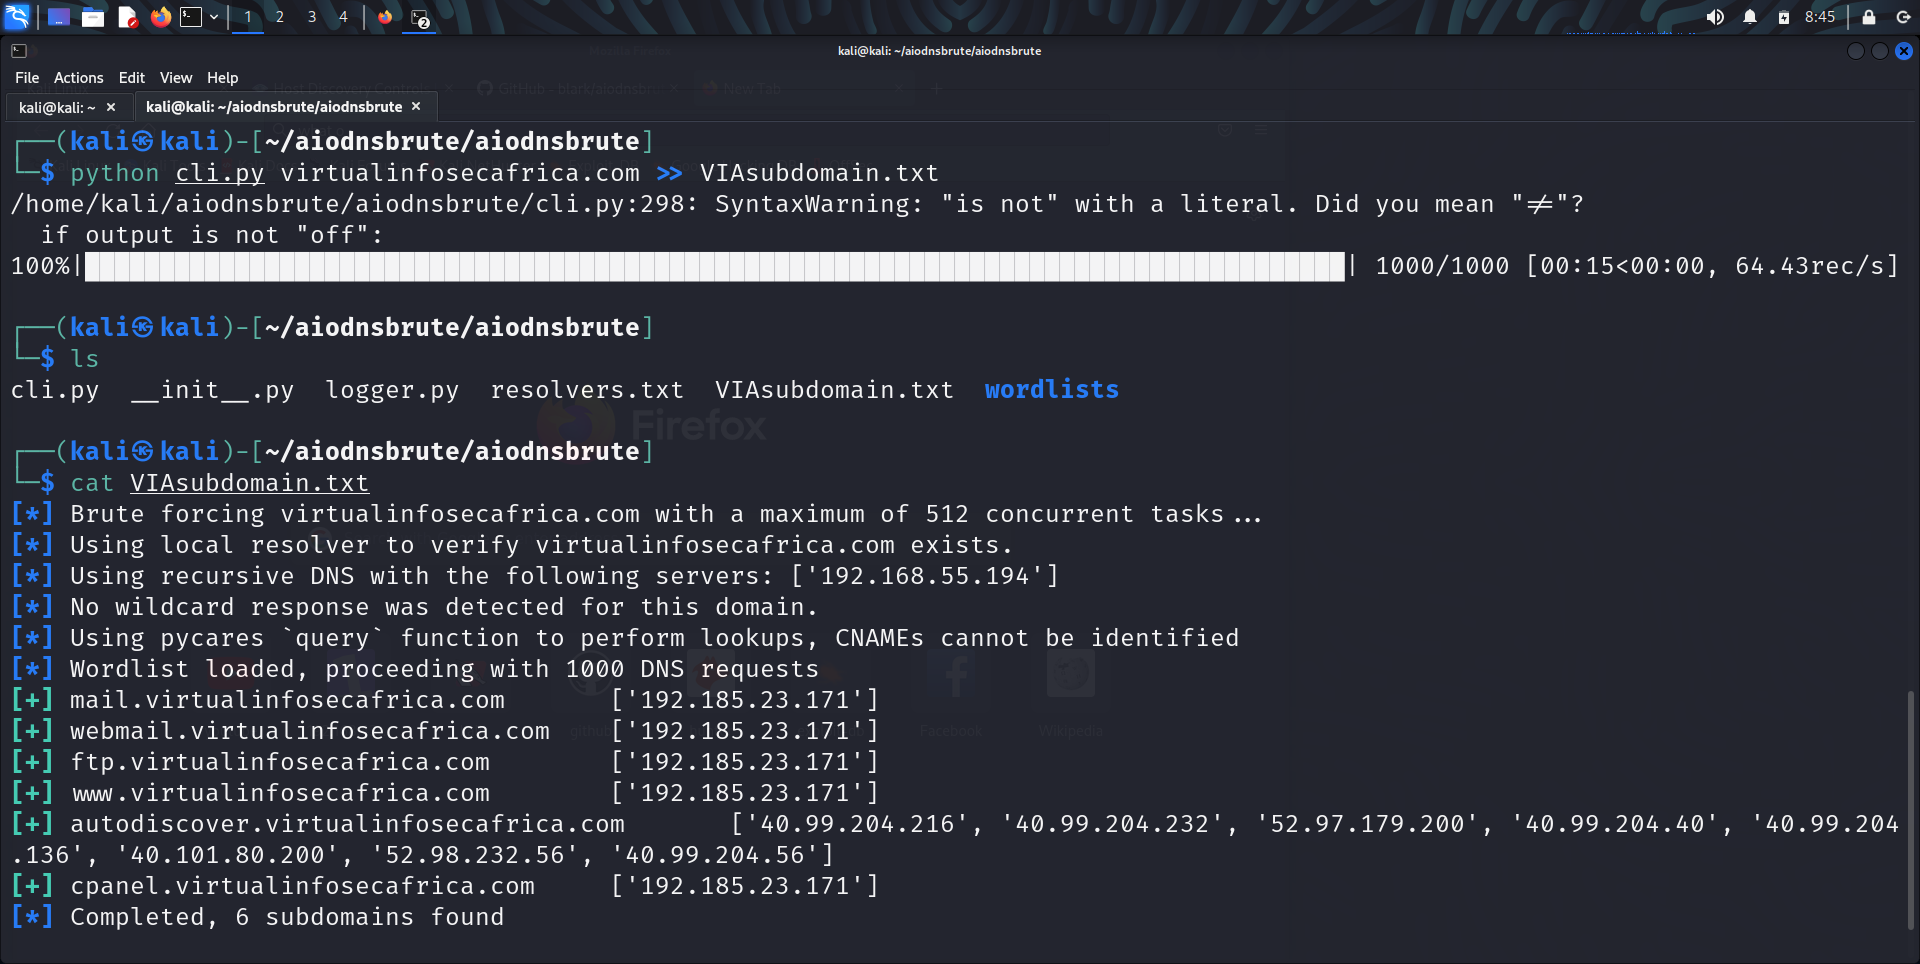 1 2 3 4 2 8:45
kali@kali: ~/aiodnsbrute/aiodnsbrute
File Actions Edit View Help
kali@kali: ~ × kali@kali: ~/aiodnsbrute/aiodnsbrute ×
┌──(kali㉿kali)-[~/aiodnsbrute/aiodnsbrute]
└─$ python cli.py virtualinfosecafrica.com >> VIAsubdomain.txt
/home/kali/aiodnsbrute/aiodnsbrute/cli.py:298: SyntaxWarning: "is not" with a literal. Did you mean "!="?
if output is not "off":
100%| | 1000/1000 [00:15<00:00, 64.43rec/s]
┌──(kali㉿kali)-[~/aiodnsbrute/aiodnsbrute]
└─$ ls
cli.py __init__.py logger.py resolvers.txt VIAsubdomain.txt wordlists
Firefox
┌──(kali㉿kali)-[~/aiodnsbrute/aiodnsbrute]
└─$ cat VIAsubdomain.txt
[*] Brute forcing virtualinfosecafrica.com with a maximum of 512 concurrent tasks...
[*] Using local resolver to verify virtualinfosecafrica.com exists.
[*] Using recursive DNS with the following servers: ['192.168.55.194']
[*] No wildcard response was detected for this domain.
[*] Using pycares `query` function to perform lookups, CNAMEs cannot be identified
[*] Wordlist loaded, proceeding with 1000 DNS requests
[+] mail.virtualinfosecafrica.com ['192.185.23.171']
[+] webmail.virtualinfosecafrica.com ['192.185.23.171']
github Facebook Wikipedia
[+] ftp.virtualinfosecafrica.com ['192.185.23.171']
[+] www.virtualinfosecafrica.com ['192.185.23.171']
[+] autodiscover.virtualinfosecafrica.com ['40.99.204.216', '40.99.204.232', '52.97.179.200', '40.99.204.40', '40.99.204
.136', '40.101.80.200', '52.98.232.56', '40.99.204.56']
[+] cpanel.virtualinfosecafrica.com ['192.185.23.171']
[*] Completed, 6 subdomains found